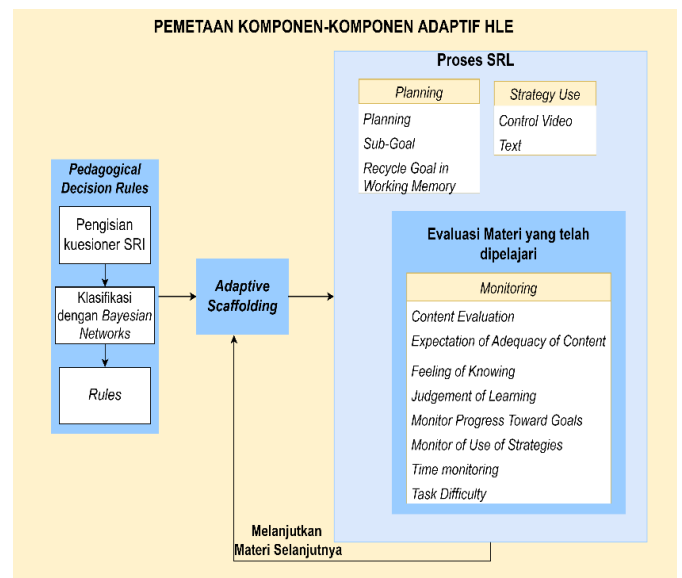 PEMETAAN KOMPONEN-KOMPONEN ADAPTIF HLE
Pedagogical
Decision Rules
Pengisian
kuesioner SRI
Klasifikasi
dengan Bayesian
Networks
Rules
Adaptive
Scaffolding
Proses SRL
Planning
Planning
Sub-Goal
Recycle Goal in
Working Memory
Strategy Use
Control Video
Text
Evaluasi Materi yang telah
dipelajari
Monitoring
Content Evaluation
Expectation of Adequacy of Content
Feeling of Knowing
Judgement of Learning
Monitor Progress Toward Goals
Monitor of Use of Strategies
Time monitoring
Task Difficulty
Melanjutkan
Materi Selanjutnya